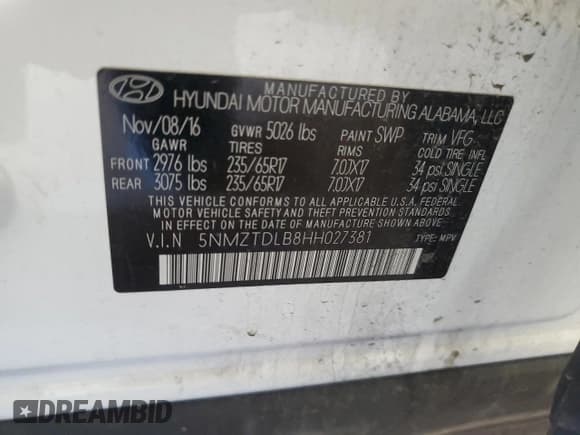 MANUFACTURED BY
HYUNDAI MOTOR MANUFACTURING ALABAMA, LLC
Nov/08/16 GVWR 5026 lbs PAINT SWP TRIM VFG
GAWR TIRES RIMS COLD TIRE INFL
FRONT 2976 lbs 235/65R17 7.0JX17 34 psi SINGLE
REAR 3075 lbs 235/65R17 7.0JX17 34 psi SINGLE
THIS VEHICLE CONFORMS TO ALL APPLICABLE U.S.A. FEDERAL
MOTOR VEHICLE SAFETY AND THEFT PREVENTION STANDARDS
IN EFFECT ON THE DATE OF MANUFACTURE SHOWN ABOVE.
V.I.N 5NMZTDLB8HH027381 TYPE: MPV
DREAMBID